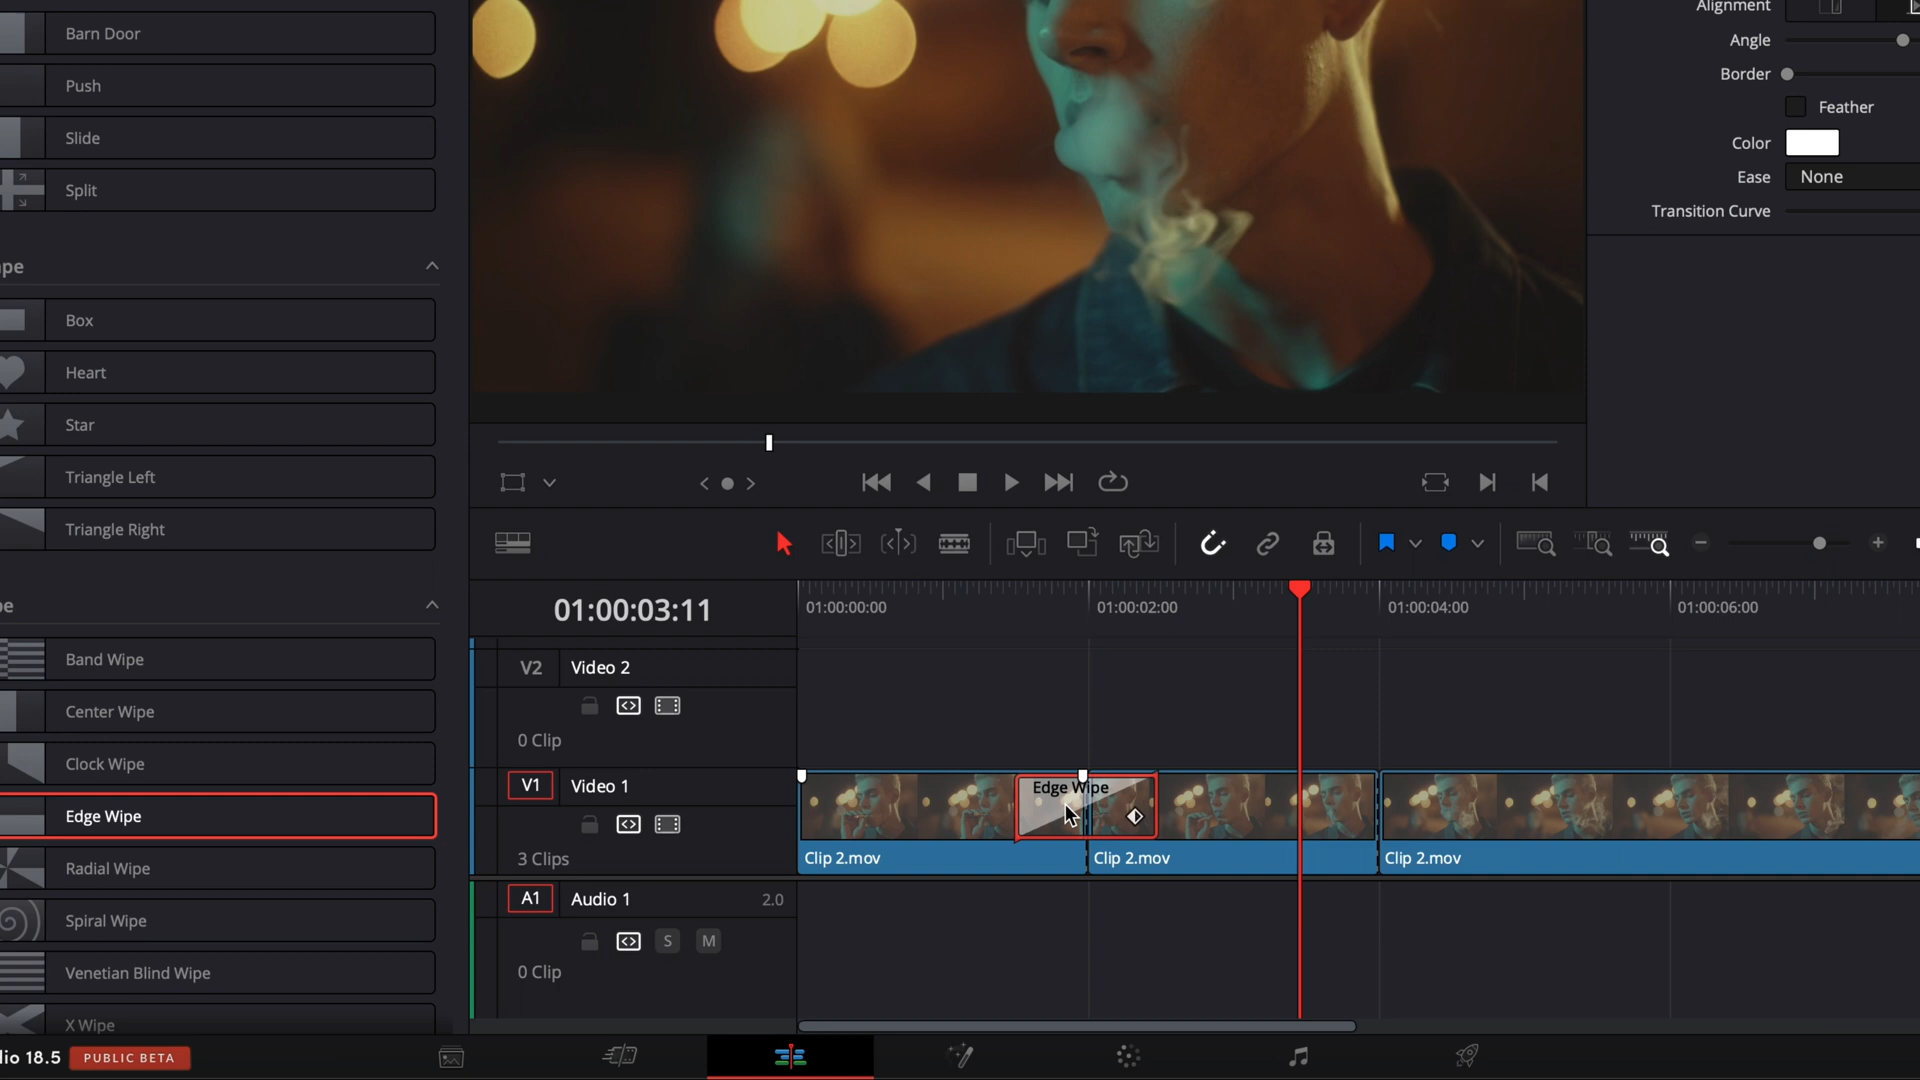 Barn Door
Push
Slide
Split
pe
Box
Heart
Star
Triangle Left
Triangle Right
pe
Band Wipe
Center Wipe
Clock Wipe
Edge Wipe
Radial Wipe
Spiral Wipe
Venetian Blind Wipe
X Wipe
io 18.5 PUBLIC BETA
Alignment
Angle
Border
Feather
Color
Ease None
Transition Curve
01:00:03:11
01:00:00:00 01:00:02:00 01:00:04:00 01:00:06:00
V2 Video 2
0 Clip
V1 Video 1
3 Clips
Edge Wipe
Clip 2.mov Clip 2.mov Clip 2.mov
A1 Audio 1 2.0
S M
0 Clip